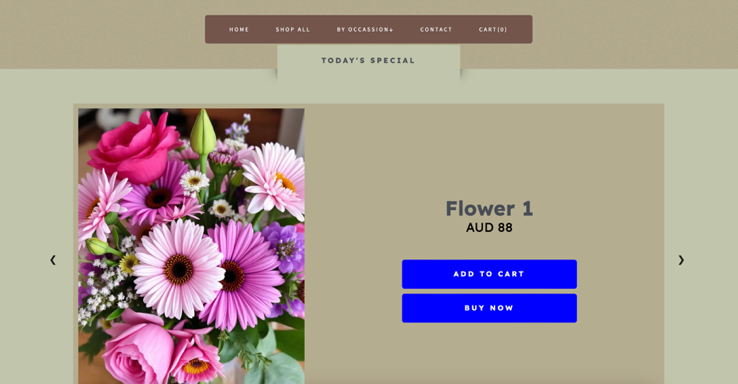 HOME SHOP ALL BY OCCASSION+ CONTACT CART(0)
TODAY'S SPECIAL
Flower 1
AUD 88
❮ ❯
ADD TO CART
BUY NOW